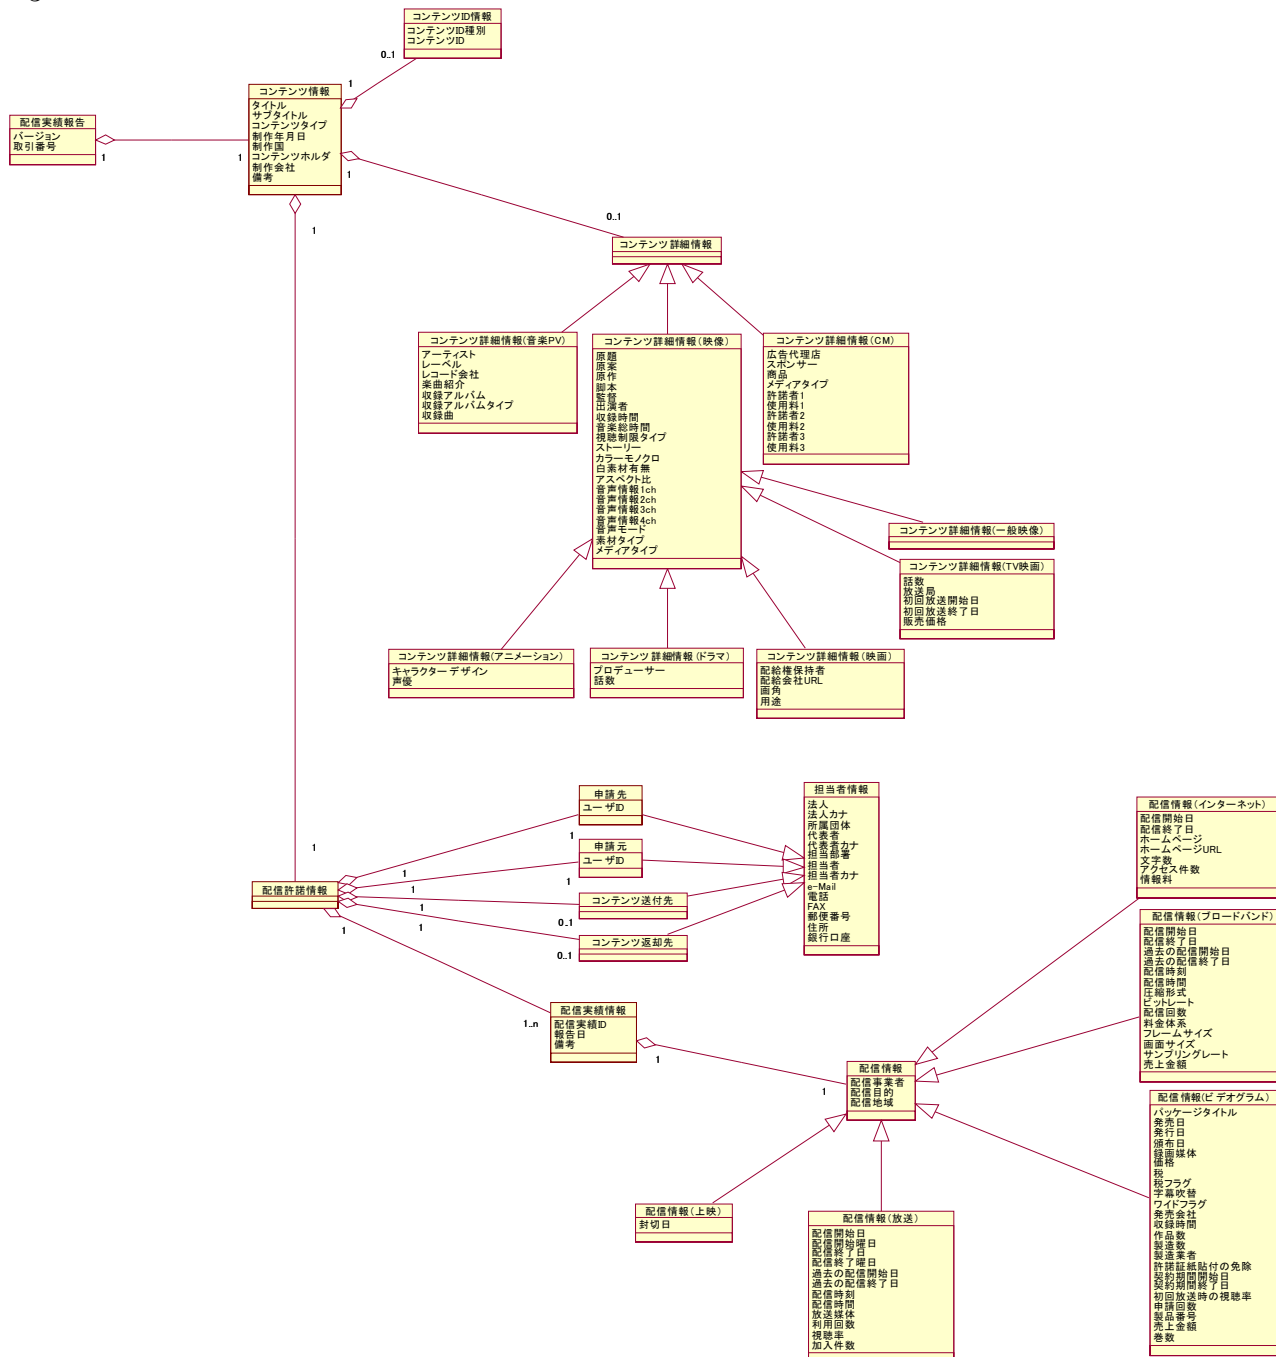 コンテンツID情報
コンテンツID種別
コンテンツID
0..1
1
コンテンツ情報
タイトル
サブタイトル
コンテンツタイプ
制作年月日
制作国
コンテンツホルダ
制作会社
備考
配信実績報告
バージョン
取引番号
1
1
1
1
0..1
コンテンツ詳細情報
コンテンツ詳細情報(音楽PV)
アーティスト
レーベル
レコード会社
楽曲紹介
収録アルバム
収録アルバムタイプ
収録曲
コンテンツ詳細情報(映像)
原題
原案
原作
脚本
監督
出演者
収録時間
音楽総時間
視聴制限タイプ
ストーリー
カラーモノクロ
白素材有無
アスペクト比
音声情報1ch
音声情報2ch
音声情報3ch
音声情報4ch
音声モード
素材タイプ
メディアタイプ
コンテンツ詳細情報(CM)
広告代理店
スポンサー
商品
メディアタイプ
許諾者1
使用料1
許諾者2
使用料2
許諾者3
使用料3
コンテンツ詳細情報(一般映像)
コンテンツ詳細情報(TV映画)
話数
放送局
初回放送開始日
初回放送終了日
販売価格
コンテンツ詳細情報(アニメーション)
キャラクターデザイン
声優
コンテンツ詳細情報(ドラマ)
プロデューサー
話数
コンテンツ詳細情報(映画)
配給権保持者
配給会社URL
画角
用途
申請先
ユーザID
1
申請元
ユーザID
1
担当者情報
法人
法人カナ
所属団体
代表者
代表者カナ
担当部署
担当者
担当者カナ
e-Mail
電話
FAX
郵便番号
住所
銀行口座
1
配信許諾情報
1
1
1
1
1
コンテンツ送付先
0..1
コンテンツ返却先
0..1
1..n
配信実績情報
配信実績ID
報告日
備考
1
1
配信情報
配信事業者
配信目的
配信地域
配信情報(インターネット)
配信開始日
配信終了日
ホームページ
ホームページURL
文字数
アクセス件数
情報料
配信情報(ブロードバンド)
配信開始日
配信終了日
過去の配信開始日
過去の配信終了日
配信時刻
配信時間
圧縮形式
ビットレート
配信回数
料金体系
フレームサイズ
画面サイズ
サンプリングレート
売上金額
配信情報(ビデオグラム)
パッケージタイトル
発売日
発行日
頒布日
録画媒体
価格
税
税フラグ
字幕吹替
ワイドフラグ
発売会社
収録時間
作品数
製造数
製造業者
許諾証紙貼付の免除
契約期間開始日
契約期間終了日
初回放送時の視聴率
申請回数
製品番号
売上金額
巻数
配信情報(上映)
封切日
配信情報(放送)
配信開始日
配信開始曜日
配信終了日
配信終了曜日
過去の配信開始日
過去の配信終了日
配信時刻
配信時間
放送媒体
利用回数
視聴率
加入件数